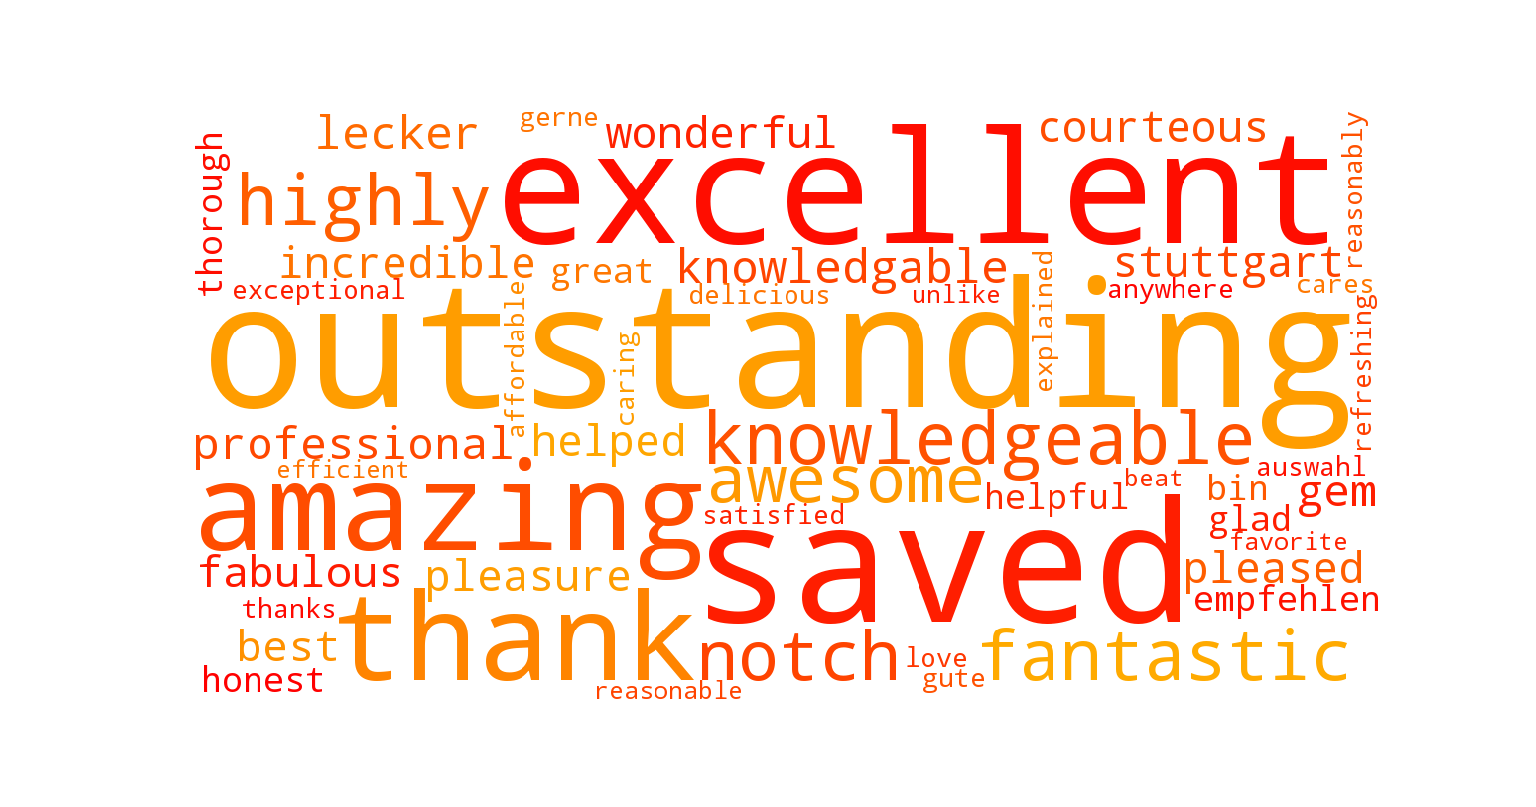 gerne
lecker
wonderful
excellent
courteous
reasonably
thorough
highly
incredible
great
knowledgable
stuttgart
exceptional
delicious
unlike
anywhere
cares
outstanding
affordable
caring
explained
refreshing
professional
helped
knowledgeable
efficient
amazing
awesome
helpful
beat
auswahl
bin
gem
satisfied
saved
glad
favorite
fabulous
pleasure
pleased
empfehlen
thanks
thank
best
notch
love
fantastic
honest
gute
reasonable